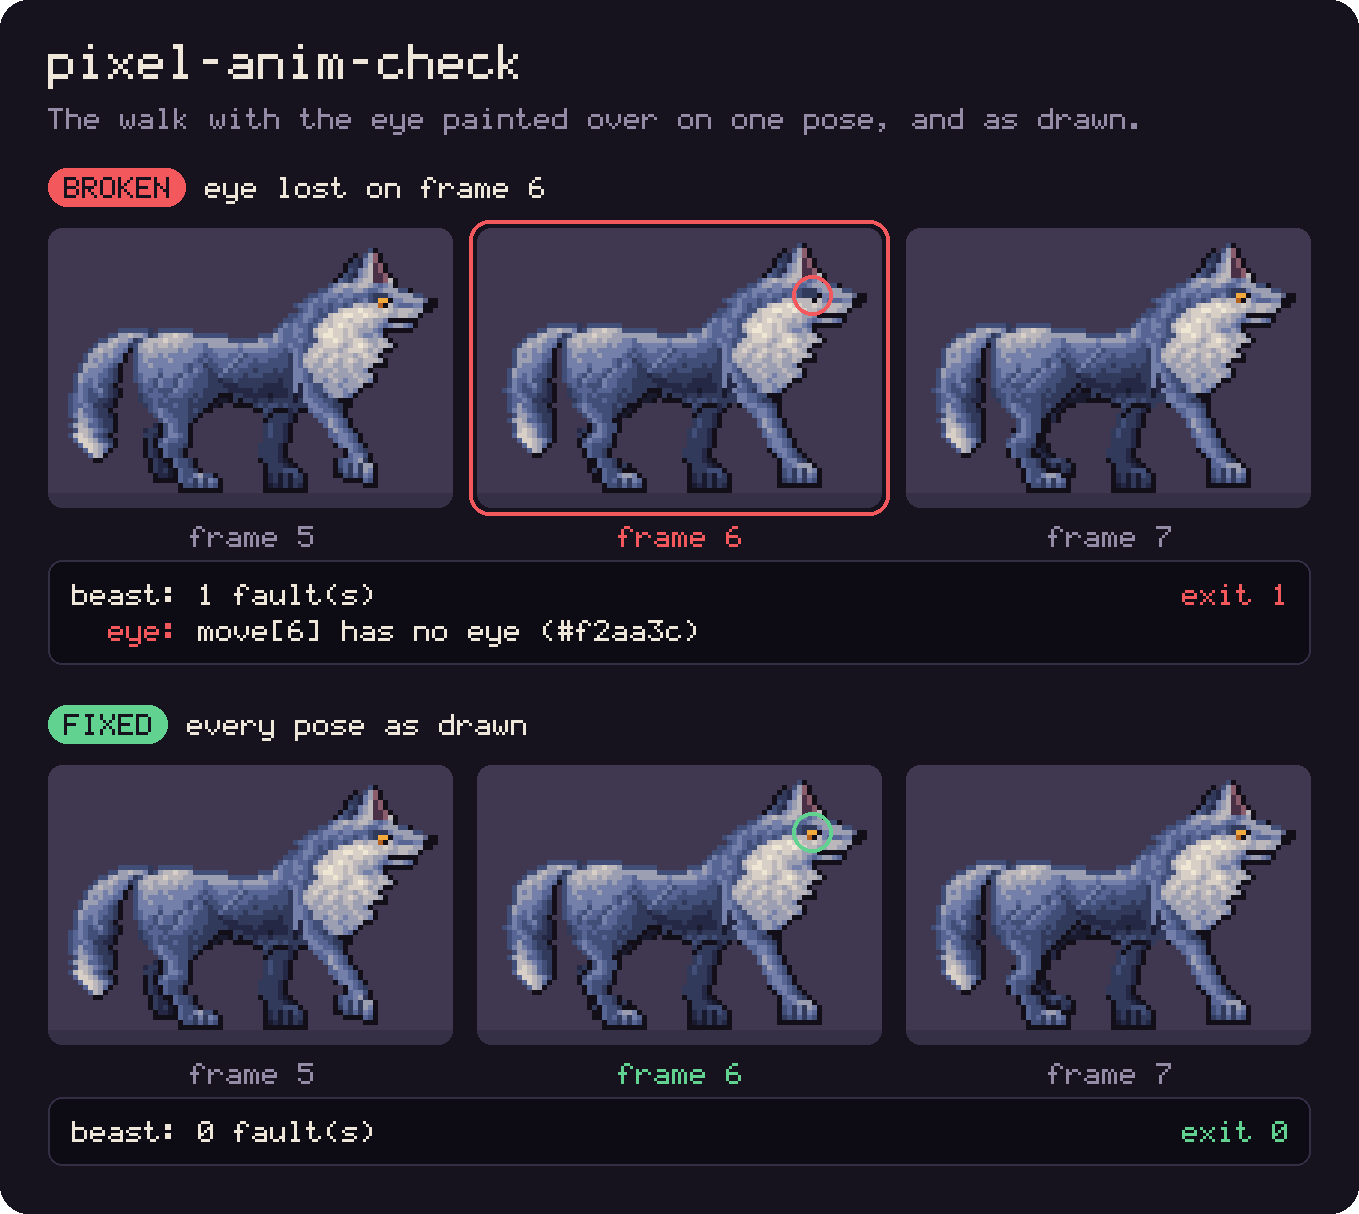 pixel-anim-check
The walk with the eye painted over on one pose, and as drawn.
BROKEN eye lost on frame 6
frame 5 frame 6 frame 7
beast: 1 fault(s) exit 1
eye: move[6] has no eye (#f2aa3c)
FIXED every pose as drawn
frame 5 frame 6 frame 7
beast: 0 fault(s) exit 0